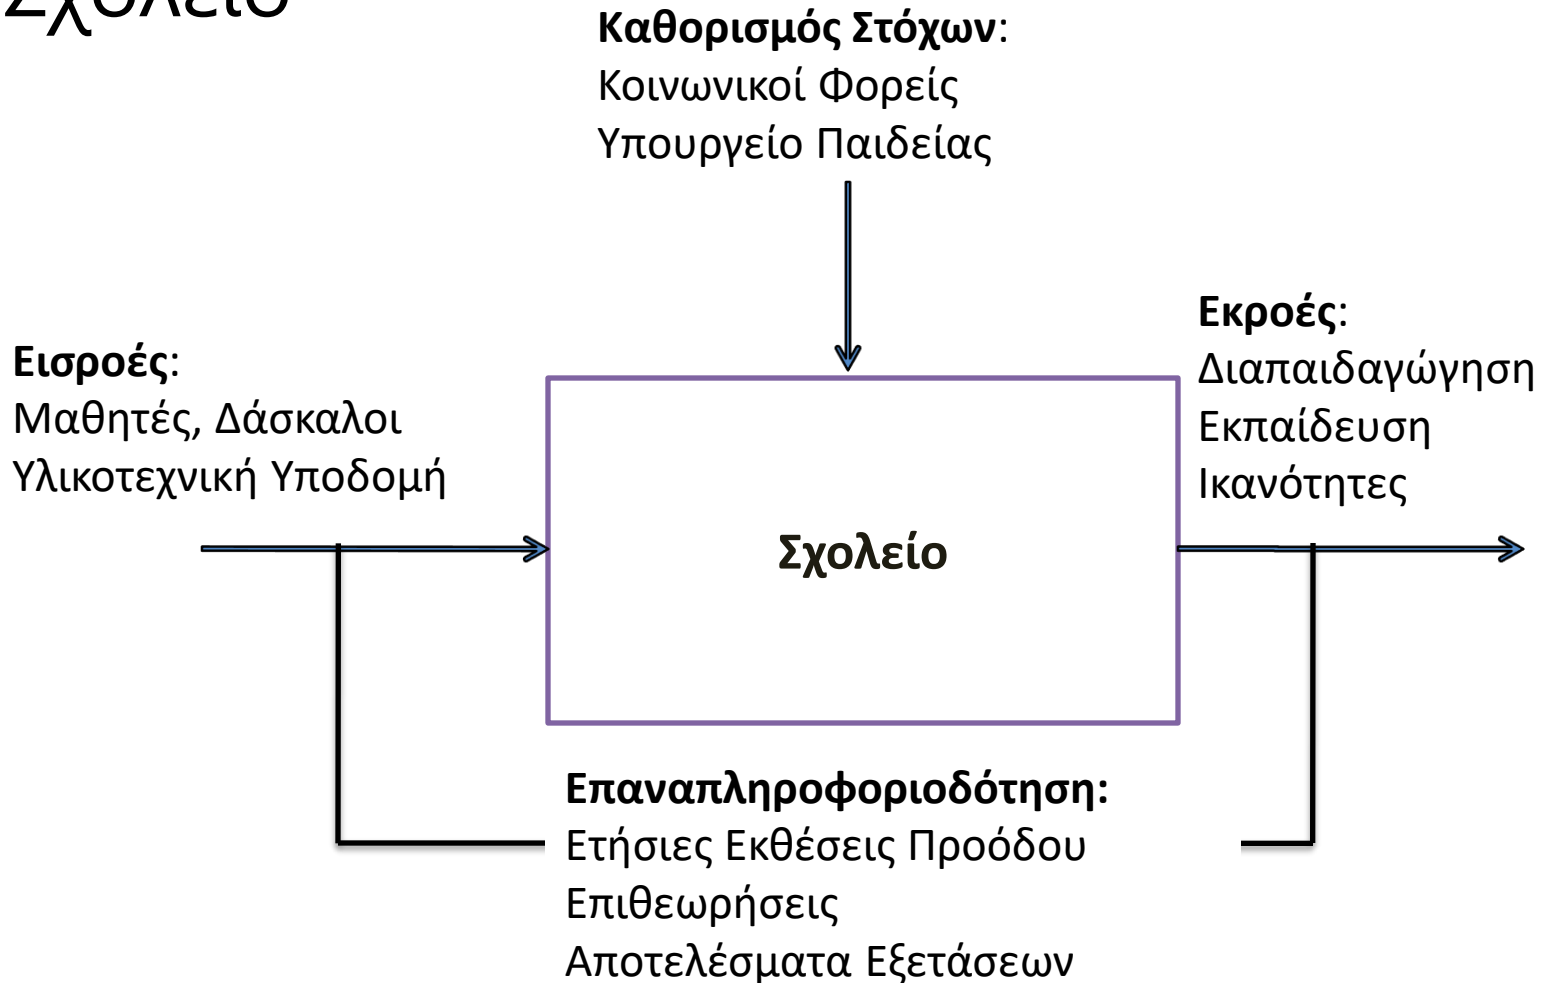 Σχολείο
Καθορισμός Στόχων:
Κοινωνικοί Φορείς
Υπουργείο Παιδείας
Εισροές:
Μαθητές, Δάσκαλοι
Υλικοτεχνική Υποδομή
Εκροές:
Διαπαιδαγώγηση
Εκπαίδευση
Ικανότητες
Σχολείο
Επαναπληροφοριοδότηση:
Ετήσιες Εκθέσεις Προόδου
Επιθεωρήσεις
Αποτελέσματα Εξετάσεων